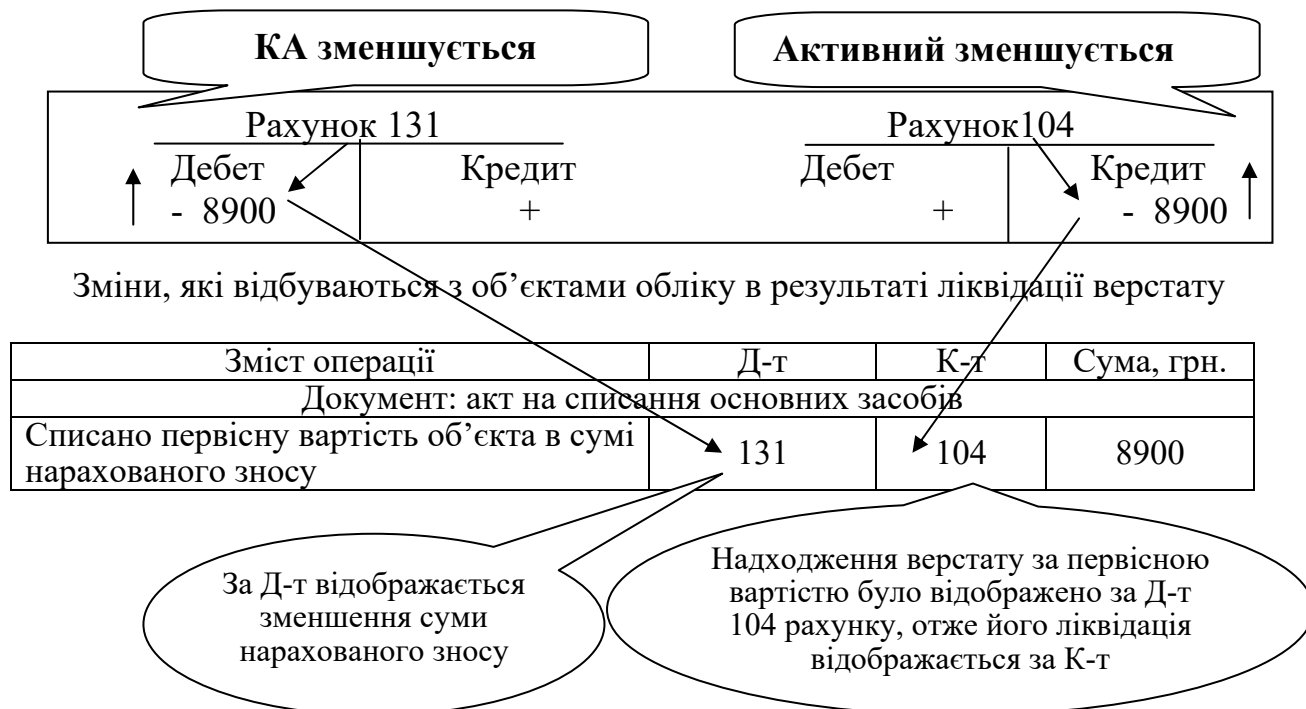 КА зменшується
Активний зменшується
Рахунок 131
Рахунок104
Дебет Кредит
Дебет Кредит
- 8900 +
+ - 8900
Зміни, які відбуваються з об’єктами обліку в результаті ліквідації верстату
Зміст операції Д-т К-т Сума, грн.
Документ: акт на списання основних засобів
Списано первісну вартість об’єкта в сумі
нарахованого зносу
131 104 8900
За Д-т відображається
зменшення суми
нарахованого зносу
Надходження верстату за первісною
вартістю було відображено за Д-т
104 рахунку, отже його ліквідація
відображається за К-т